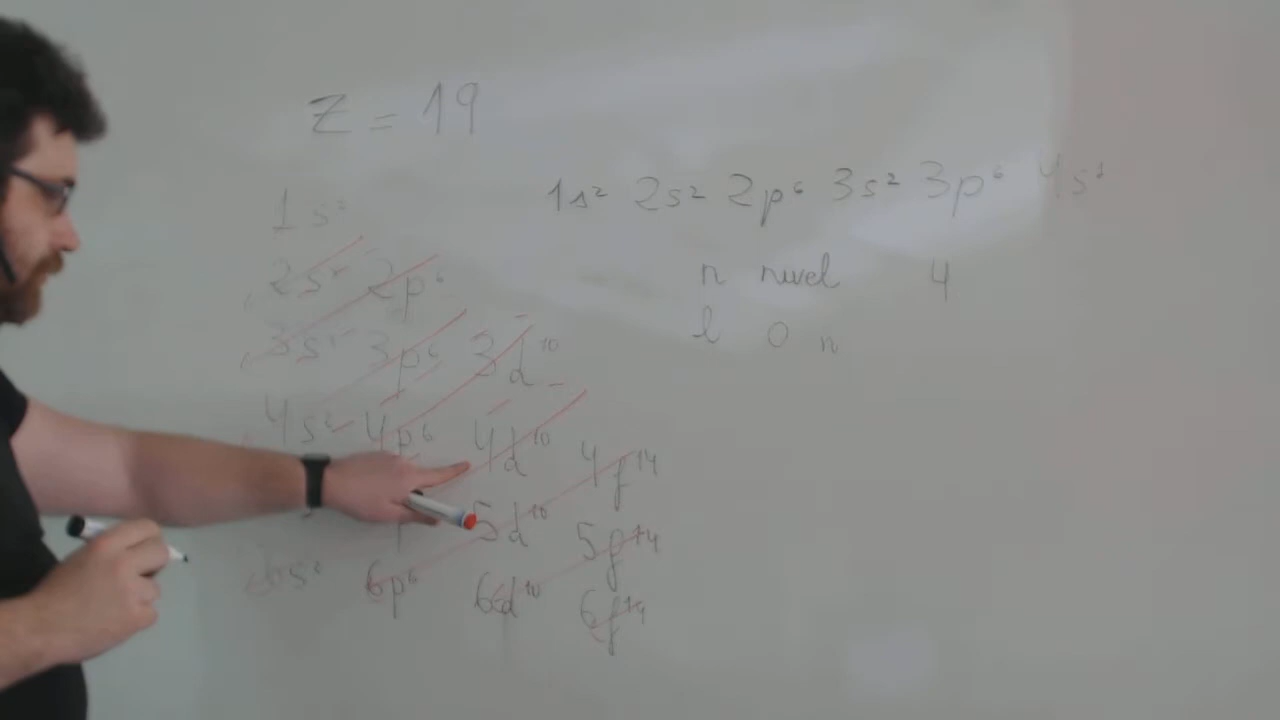 Z = 19
1s² 2s² 2p⁶ 3s² 3p⁶ 4s¹
1s²
2s² 2p⁶
3s² 3p⁶ 3d¹⁰
4s² 4p⁶ 4d¹⁰ 4f¹⁴
5d¹⁰ 5f¹⁴
6s² 6p⁶ 6d¹⁰ 6f¹⁴
n nivel 4
l 0 n